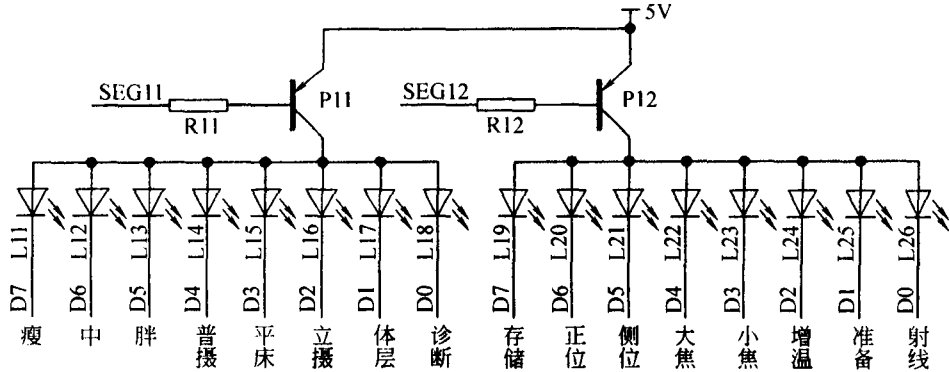 5V
SEG11
R11
P11
SEG12
R12
P12
L11 L12 L13 L14 L15 L16 L17 L18 L19 L20 L21 L22 L23 L24 L25 L26
D7 D6 D5 D4 D3 D2 D1 D0 D7 D6 D5 D4 D3 D2 D1 D0
瘦 中 胖 普摄 平床 立摄 体层 诊断 存储 正位 侧位 大焦 小焦 增温 准备 射线